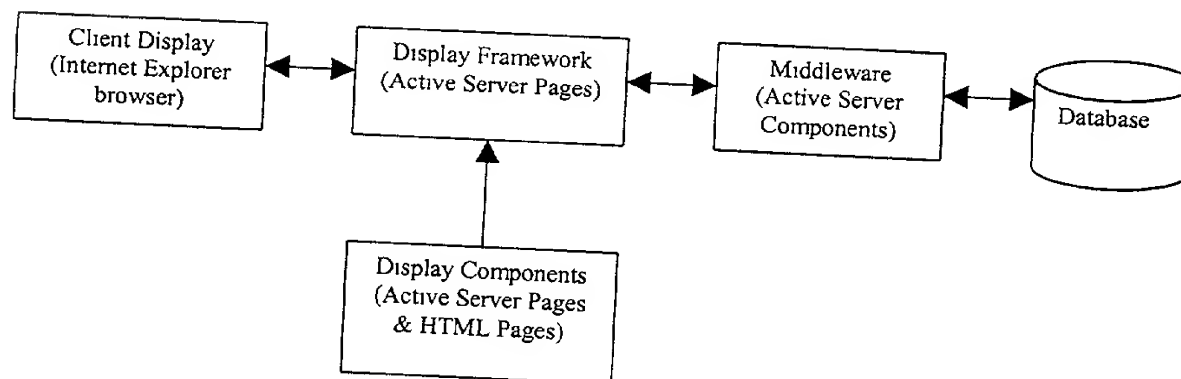 Client Display
(Internet Explorer
browser)
Display Framework
(Active Server Pages)
Middleware
(Active Server
Components)
Database
Display Components
(Active Server Pages
& HTML Pages)